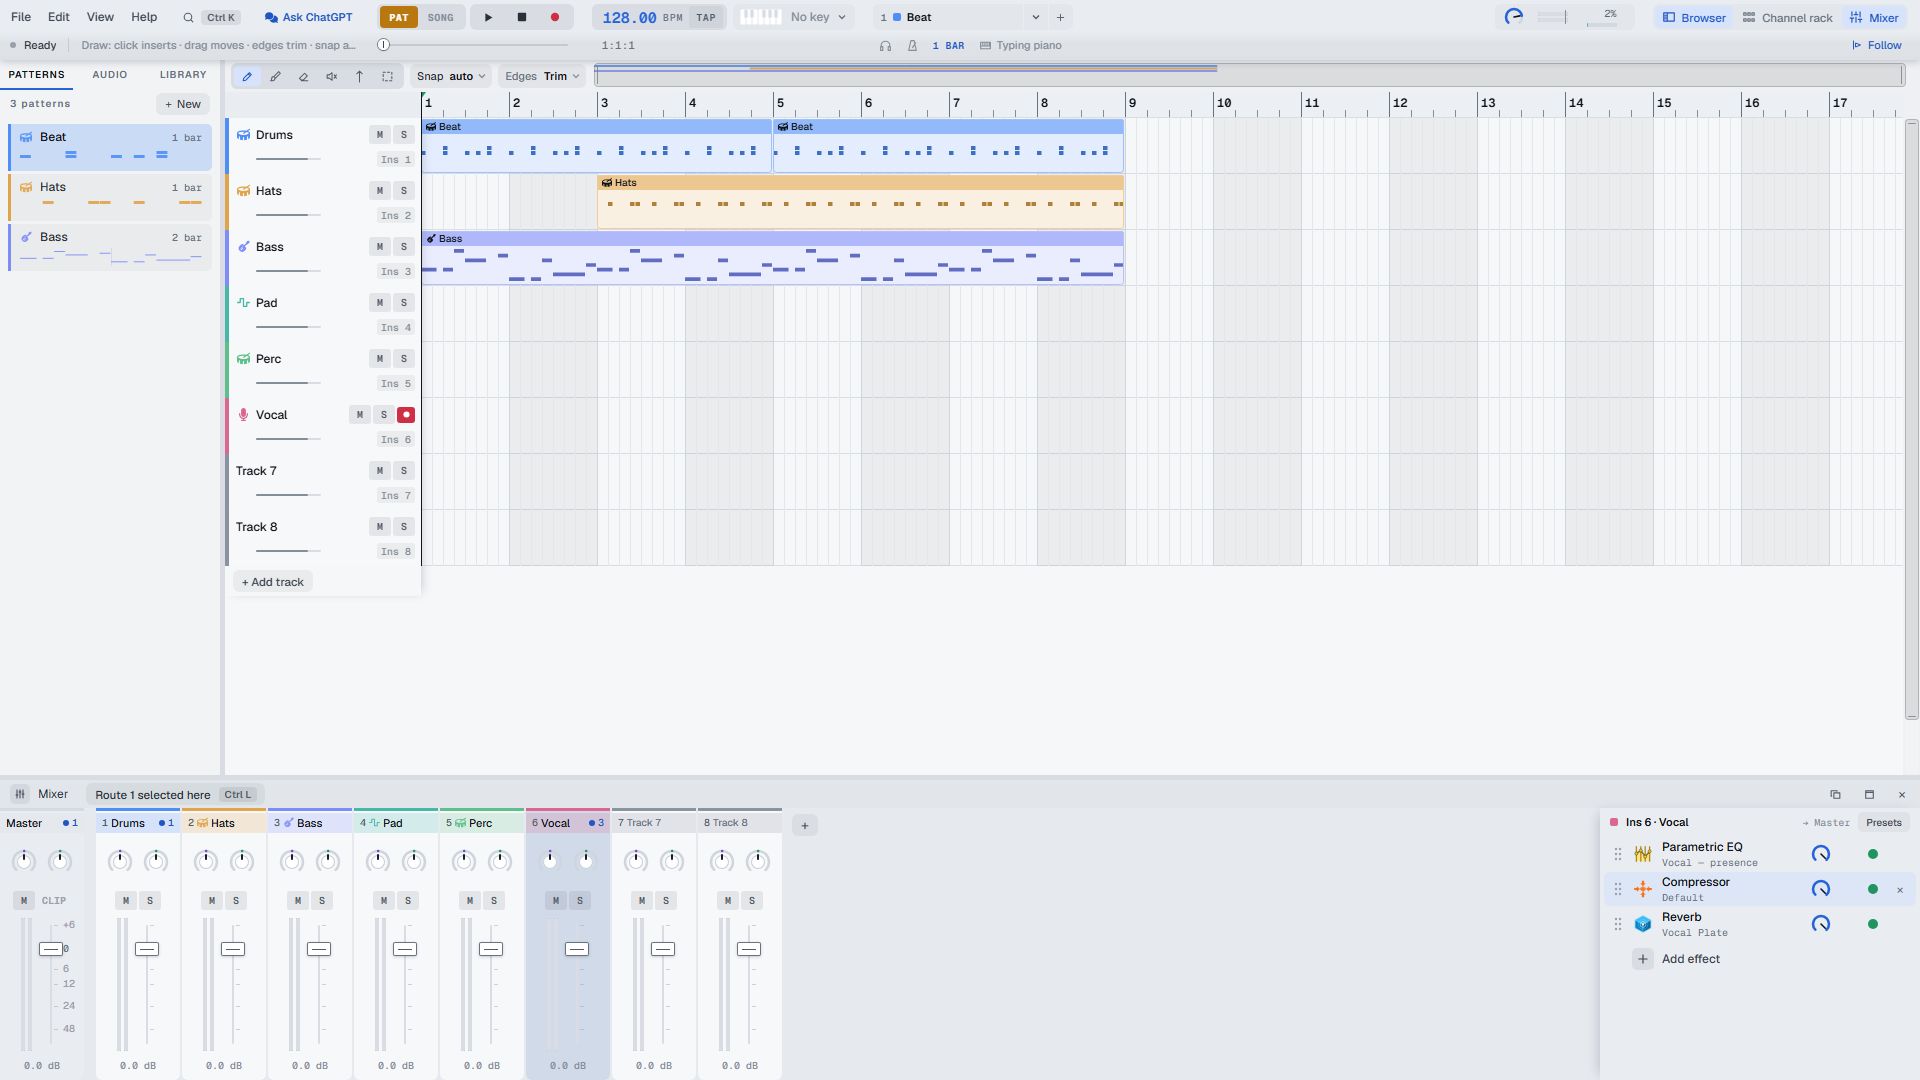 File Edit View Help Ctrl K Ask ChatGPT PAT SONG 128.00 BPM TAP No key 1 Beat 2% Browser Channel rack Mixer
Ready Draw: click inserts · drag moves · edges trim · snap a... 1:1:1 1 BAR Typing piano Follow
PATTERNS AUDIO LIBRARY Snap auto Edges Trim
3 patterns + New
1 2 3 4 5 6 7 8 9 10 11 12 13 14 15 16 17
Beat 1 bar
Hats 1 bar
Bass 2 bar
Drums M S Beat Beat
Ins 1
Hats M S Hats
Ins 2
Bass M S Bass
Ins 3
Pad M S
Ins 4
Perc M S
Ins 5
Vocal M S
Ins 6
Track 7 M S
Ins 7
Track 8 M S
Ins 8
+ Add track
Mixer Route 1 selected here Ctrl L
Master 1 1 Drums 1 2 Hats 3 Bass 4 Pad 5 Perc 6 Vocal 3 7 Track 7 8 Track 8 +
M CLIP M S M S M S M S M S M S M S M S
+6
0
6
12
24
48
0.0 dB 0.0 dB 0.0 dB 0.0 dB 0.0 dB 0.0 dB 0.0 dB 0.0 dB 0.0 dB
Ins 6 · Vocal → Master Presets
Parametric EQ
Vocal — presence
Compressor
Default
Reverb
Vocal Plate
+ Add effect